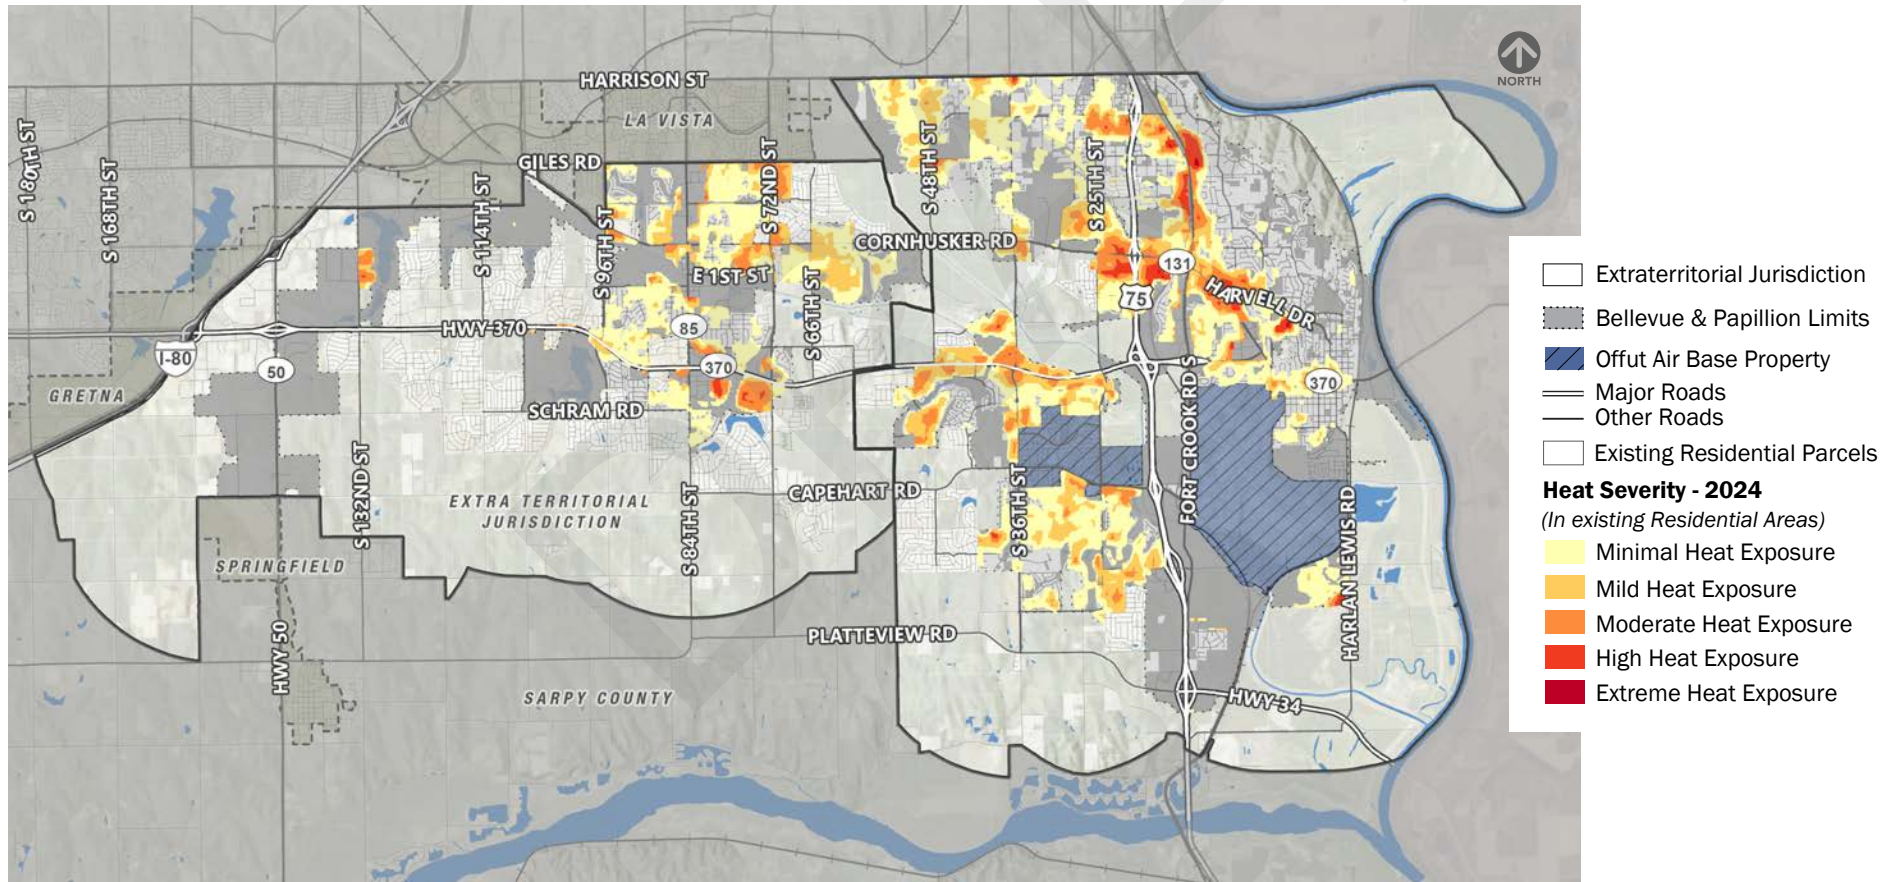 HARRISON ST
LA VISTA
GILES RD
S 180TH ST
S 168TH ST
S 114TH ST
S 96TH ST
S 72ND ST
S 48TH ST
S 25TH ST
NORTH
CORNHUSKER RD
E 1ST ST
S 66TH ST
131
HARVELL DR
75
HWY 370
85
I-80
50
370
370
GRETNA
SCHRAM RD
FORT CROOK RD S
S 132ND ST
EXTRA TERRITORIAL
JURISDICTION
S 84TH ST
CAPEHART RD
S 36TH ST
HARLAN LEWIS RD
SPRINGFIELD
HWY 50
PLATTEVIEW RD
SARPY COUNTY
HWY 34
Extraterritorial Jurisdiction
Bellevue & Papillion Limits
Offut Air Base Property
Major Roads
Other Roads
Existing Residential Parcels
Heat Severity - 2024
(In existing Residential Areas)
Minimal Heat Exposure
Mild Heat Exposure
Moderate Heat Exposure
High Heat Exposure
Extreme Heat Exposure